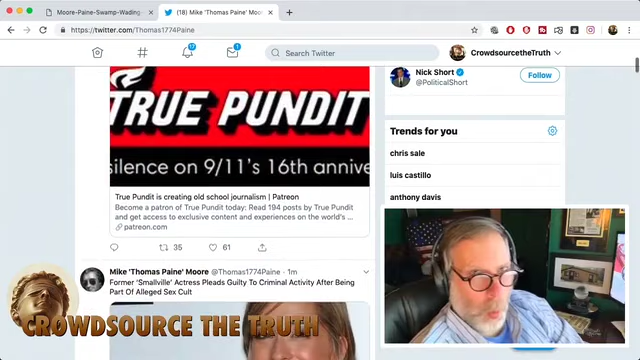 Moore-Paine-Swamp-Wading
(18) Mike 'Thomas Paine' Moor
https://twitter.com/Thomas1774Paine
17
1
Search Twitter
CrowdsourcetheTruth
TRUE PUNDIT
silence on 9/11's 16th annive
True Pundit is creating old school journalism | Patreon
Become a patron of True Pundit today: Read 194 posts by True Pundit
and get access to exclusive content and experiences on the world's ...
patreon.com
35
61
Mike 'Thomas Paine' Moore @Thomas1774Paine · 1m
Former 'Smallville' Actress Pleads Guilty To Criminal Activity After Being
Part Of Alleged Sex Cult
Nick Short
@PoliticalShort
Follow
Trends for you
chris sale
luis castillo
anthony davis
CROWDSOURCE THE TRUTH